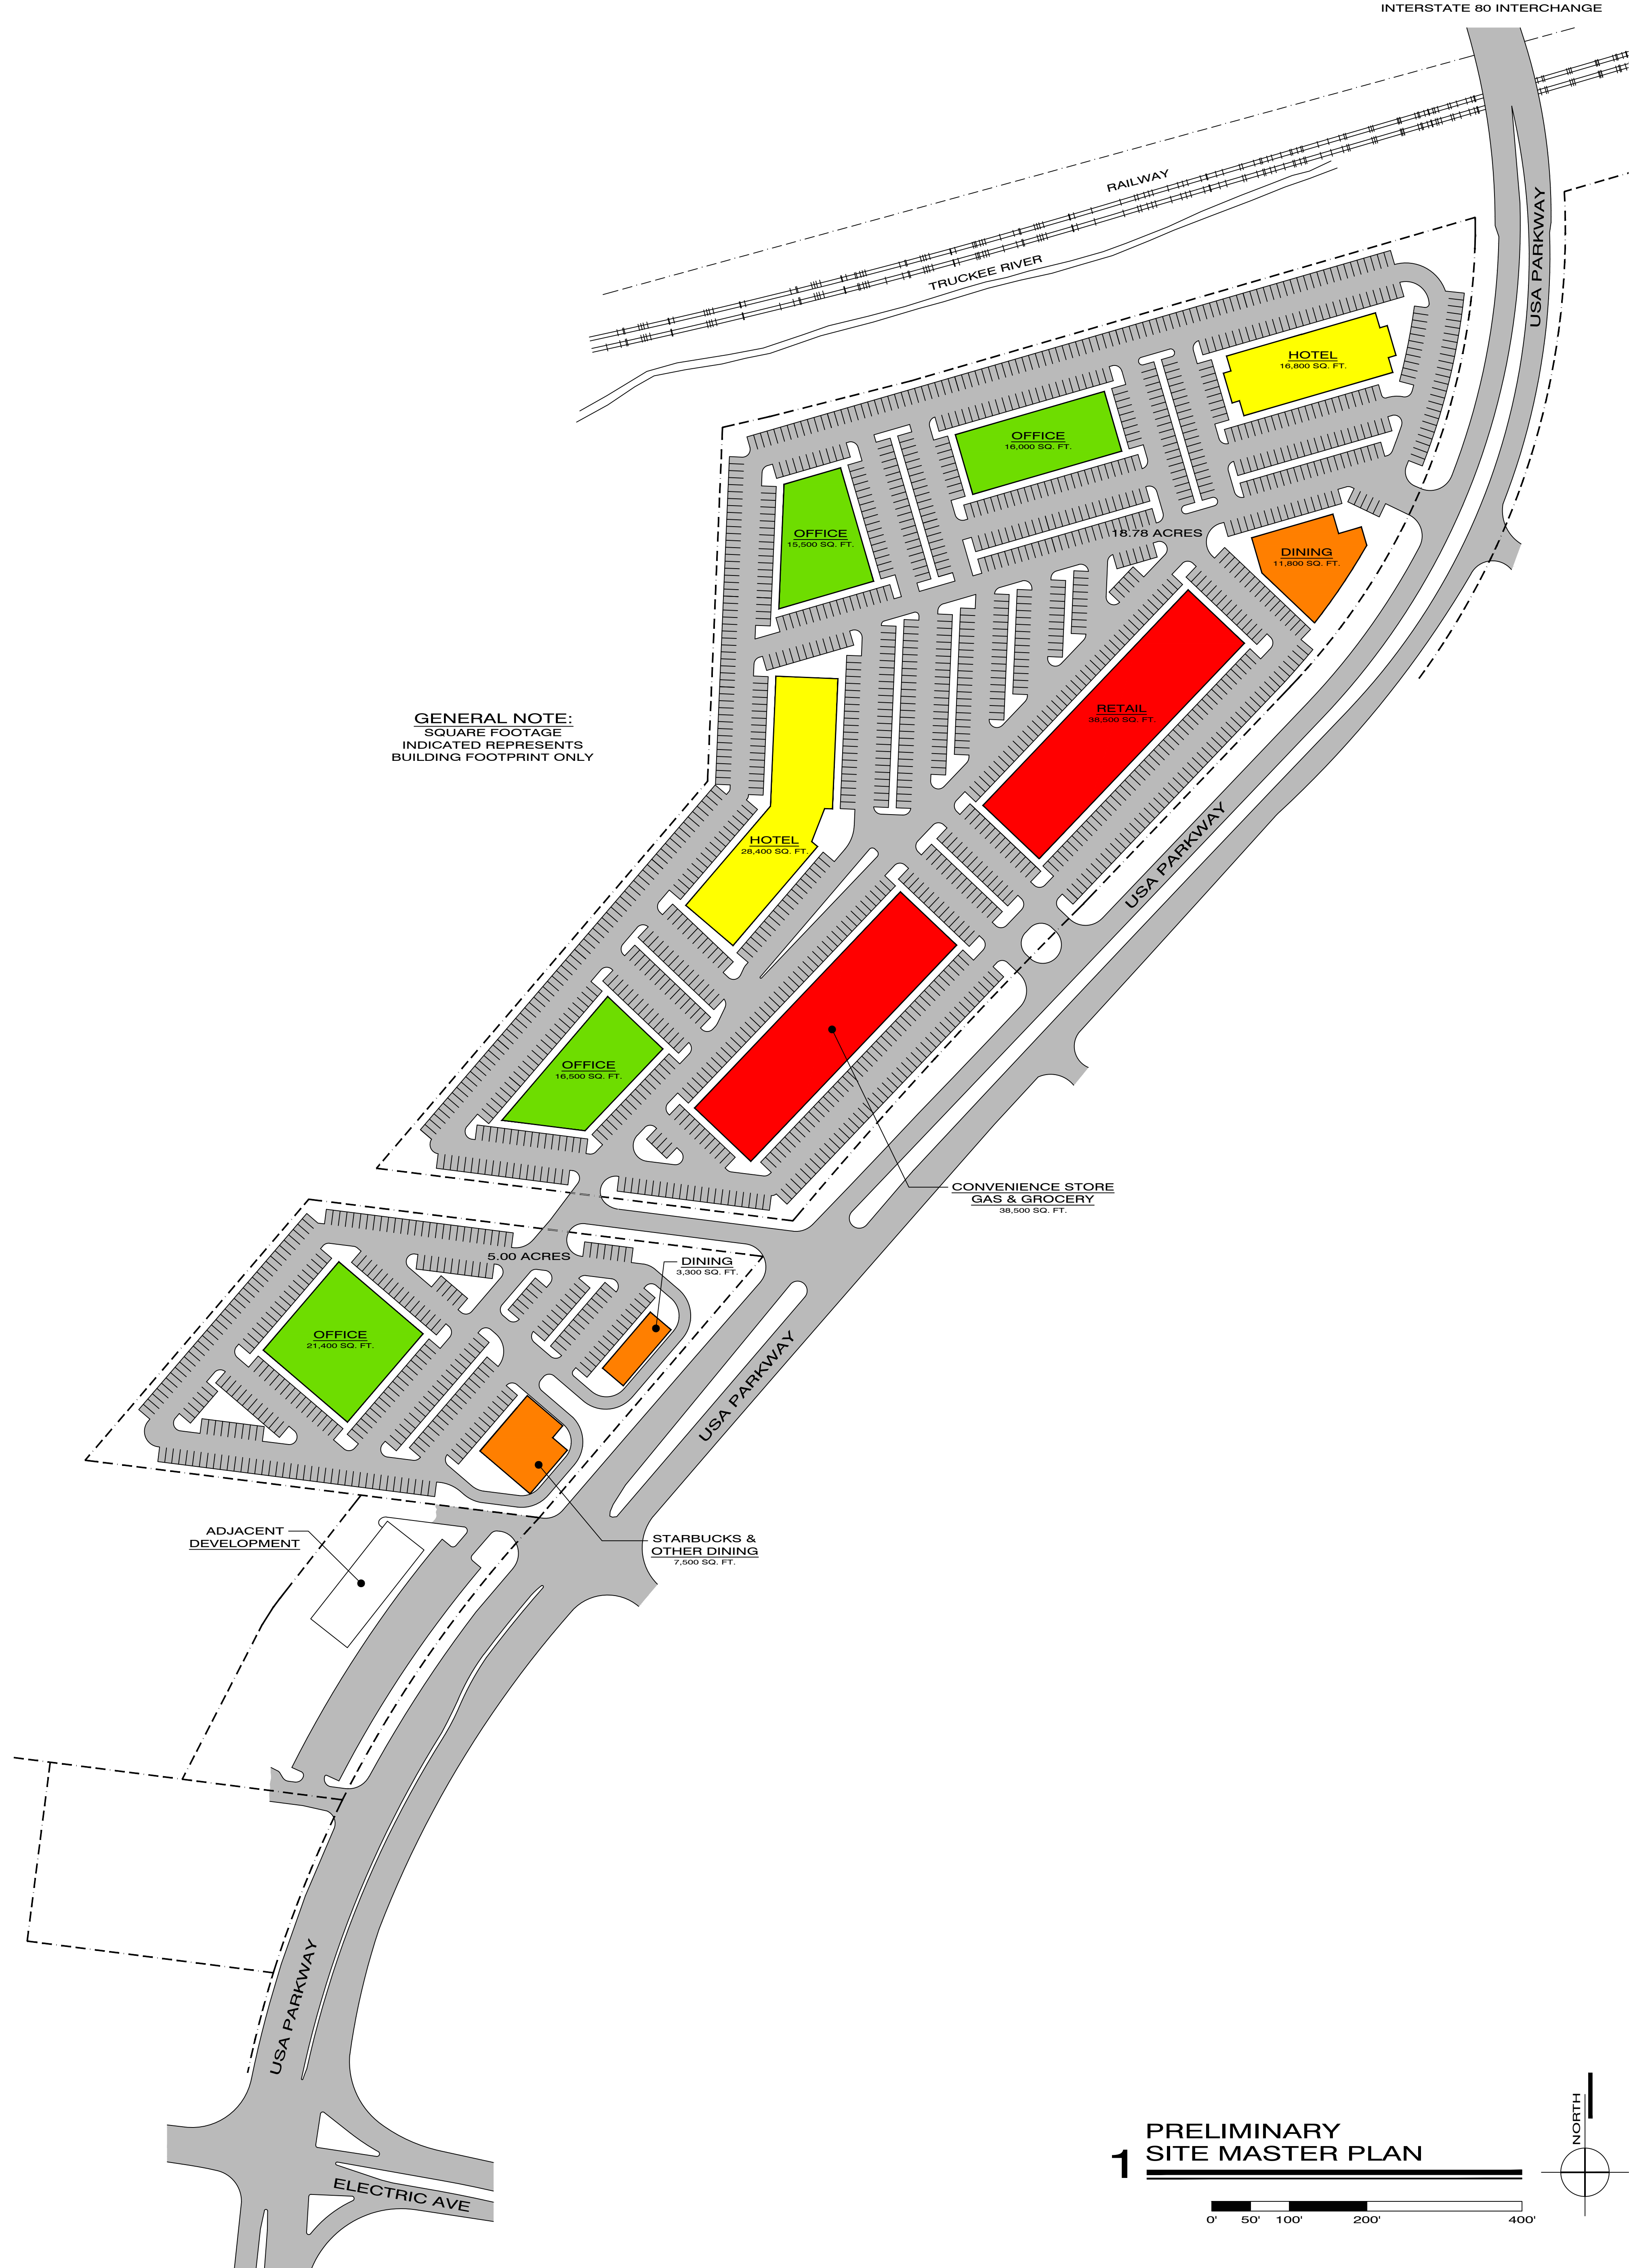 INTERSTATE 80 INTERCHANGE
RAILWAY
TRUCKEE RIVER
USA PARKWAY
HOTEL
16,800 SQ. FT.
OFFICE
16,000 SQ. FT.
OFFICE
15,500 SQ. FT.
18.78 ACRES
DINING
11,800 SQ. FT.
GENERAL NOTE:
SQUARE FOOTAGE
INDICATED REPRESENTS
BUILDING FOOTPRINT ONLY
RETAIL
38,500 SQ. FT.
HOTEL
28,400 SQ. FT.
USA PARKWAY
OFFICE
16,500 SQ. FT.
CONVENIENCE STORE
GAS & GROCERY
38,500 SQ. FT.
5.00 ACRES
DINING
3,300 SQ. FT.
OFFICE
21,400 SQ. FT.
USA PARKWAY
ADJACENT
DEVELOPMENT
STARBUCKS &
OTHER DINING
7,500 SQ. FT.
USA PARKWAY
ELECTRIC AVE
1
PRELIMINARY
SITE MASTER PLAN
NORTH
0' 50' 100' 200' 400'